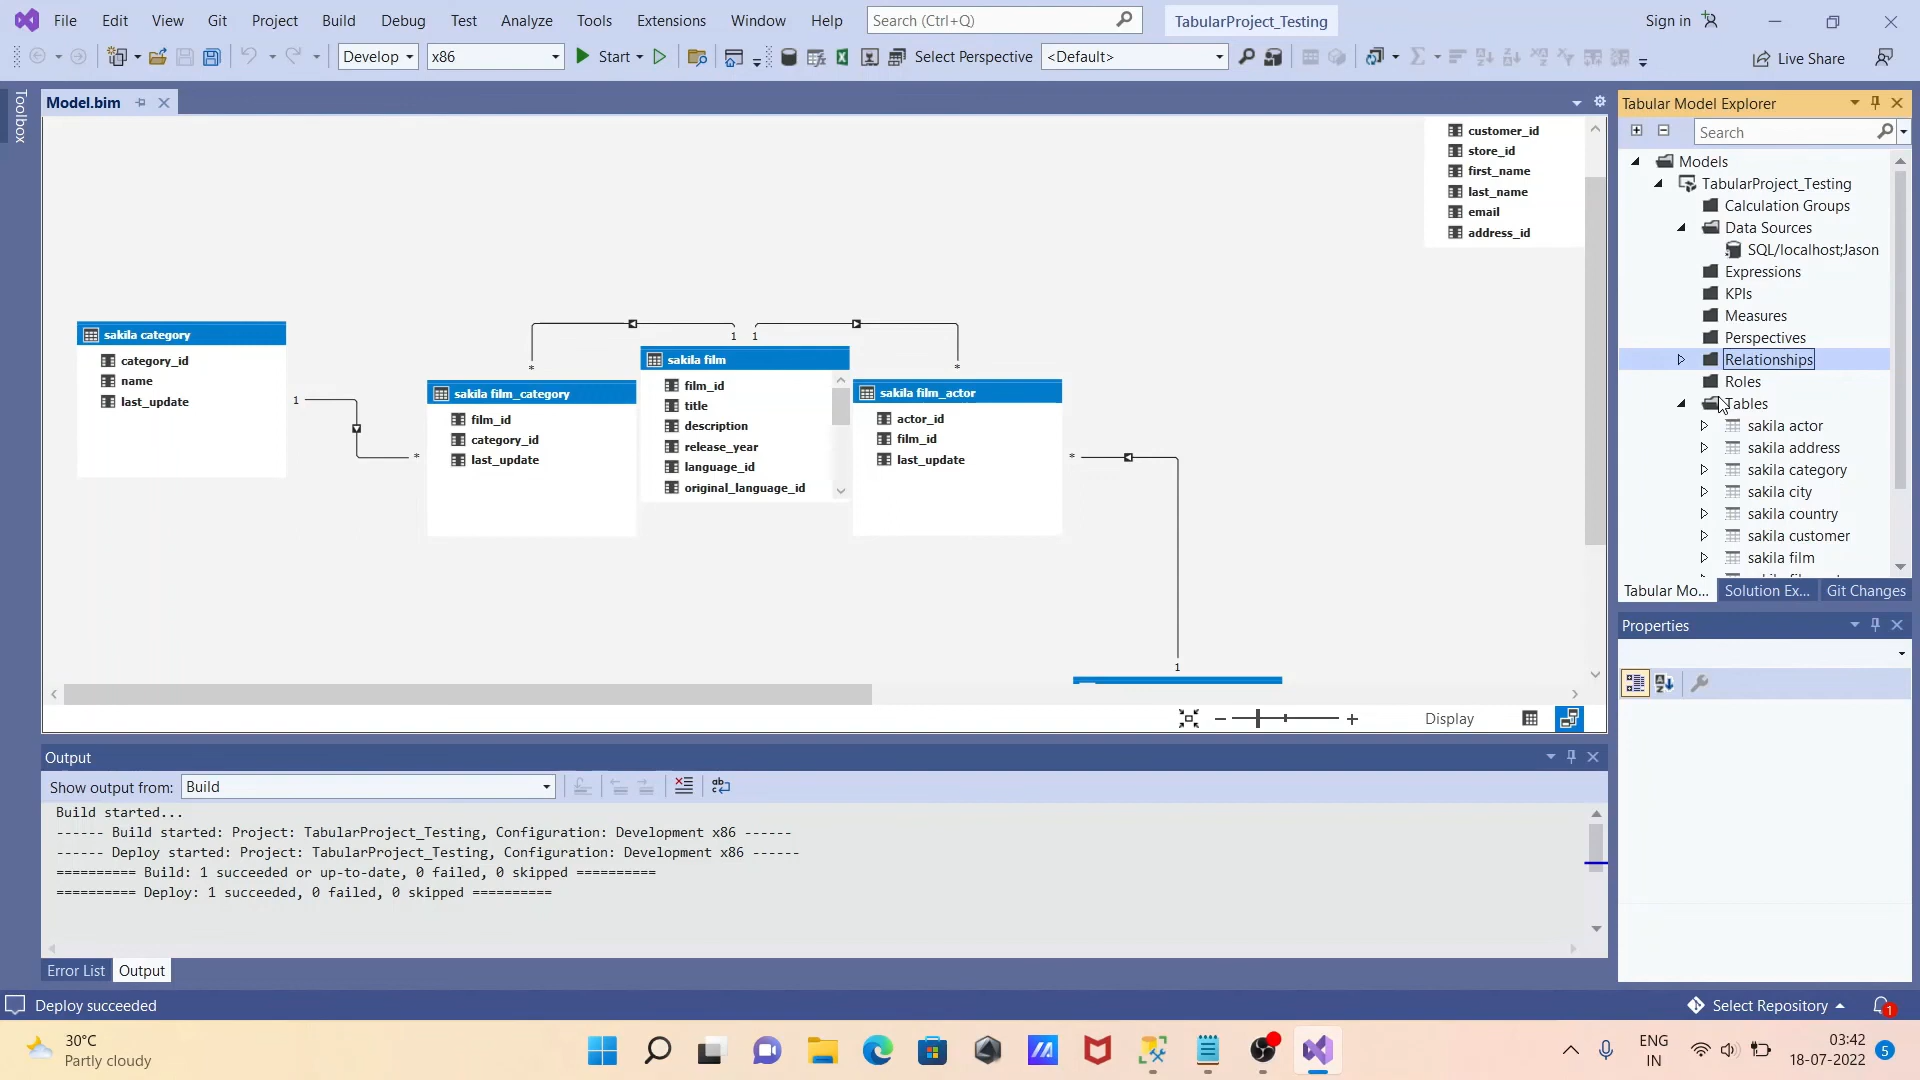 File Edit View Git Project Build Debug Test Analyze Tools Extensions Window Help Search (Ctrl+Q) TabularProject_Testing Sign in
Develop x86 Start Select Perspective <Default> Live Share
Toolbox
Model.bim
customer_id
store_id
first_name
last_name
email
address_id
sakila category
category_id
name
last_update
1
*
sakila film_category
film_id
category_id
last_update
*
1
1
sakila film
film_id
title
description
release_year
language_id
original_language_id
*
sakila film_actor
actor_id
film_id
last_update
*
1
Display
Tabular Model Explorer
Search
Models
TabularProject_Testing
Calculation Groups
Data Sources
SQL/localhost;Jason
Expressions
KPIs
Measures
Perspectives
Relationships
Roles
Tables
sakila actor
sakila address
sakila category
sakila city
sakila country
sakila customer
sakila film
Tabular Mo... Solution Ex... Git Changes
Properties
Output
Show output from: Build
Build started...
------ Build started: Project: TabularProject_Testing, Configuration: Development x86 ------
------ Deploy started: Project: TabularProject_Testing, Configuration: Development x86 ------
========== Build: 1 succeeded or up-to-date, 0 failed, 0 skipped ==========
========== Deploy: 1 succeeded, 0 failed, 0 skipped ==========
Error List Output
Deploy succeeded
Select Repository
1
30°C
Partly cloudy
ENG
IN
03:42
18-07-2022
5